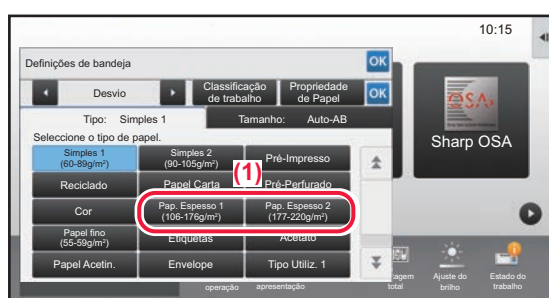 10:15
Definições de bandeja
OK
Desvio
Classificação
de trabalho
Propriedade
de Papel
OK
Tipo: Simples 1
Tamanho: Auto-AB
Seleccione o tipo de papel.
Simples 1
(60-89g/m²)
Simples 2
(90-105g/m²)
Pré-Impresso
(1)
Reciclado
Papel Carta
Pré-Perfurado
Cor
Pap. Espesso 1
(106-176g/m²)
Pap. Espesso 2
(177-220g/m²)
Papel fino
(55-59g/m²)
Etiquetas
Acetato
Papel Acetin.
Envelope
Tipo Utiliz. 1
OSA
Sharp OSA
operação
apresentação
total
Ajuste do
brilho
Estado do
trabalho